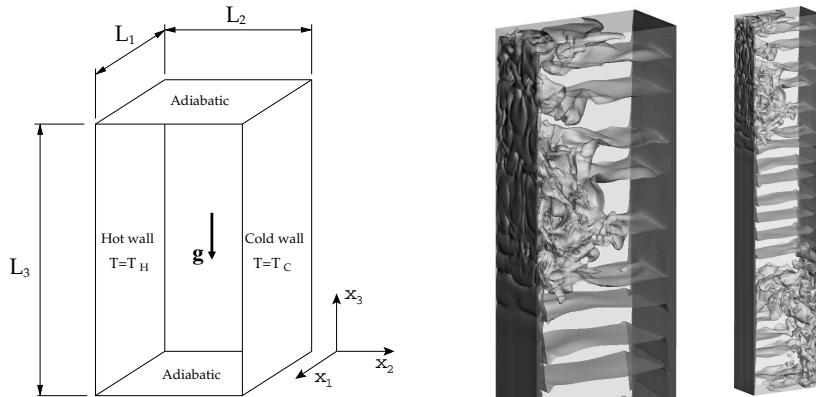 L1
L2
Adiabatic
L3
Hot wall
T=T H
g
Cold wall
T=T C
x3
x2
x1
Adiabatic